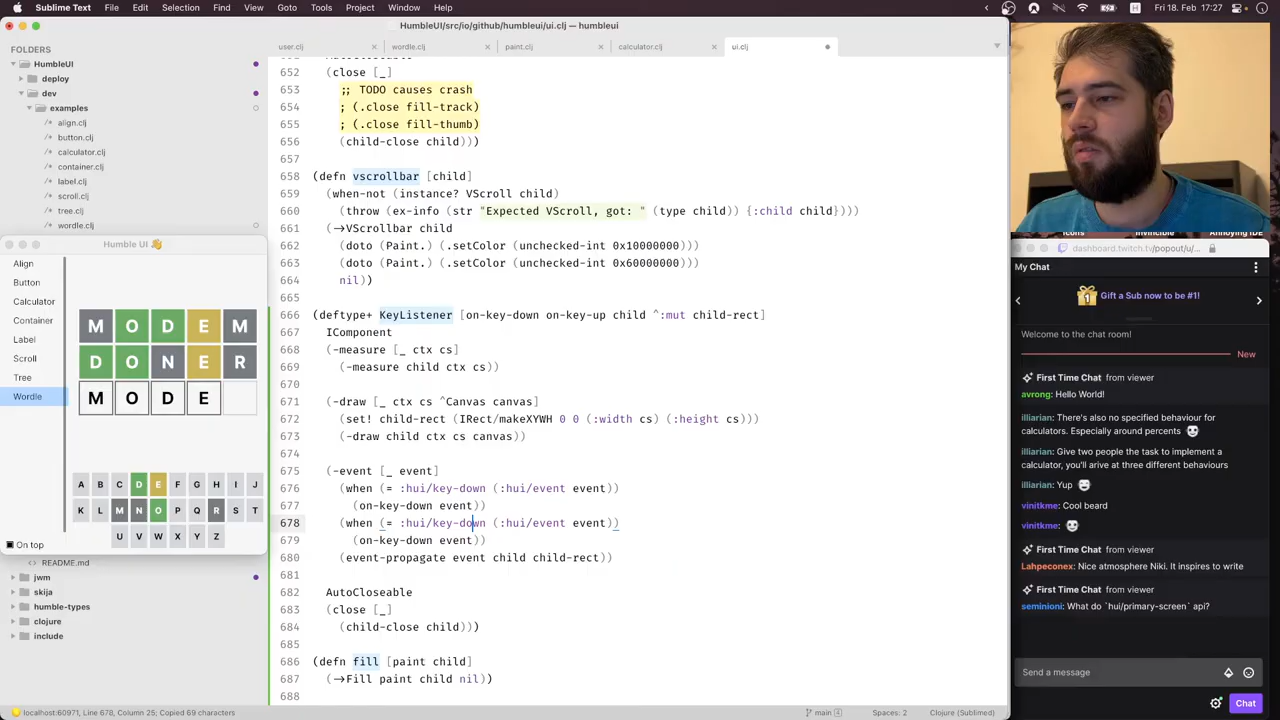 Sublime Text File Edit Selection Find View Goto Tools Project Window Help
Fri 18. Feb 17:27
HumbleUI/src/io/github/humbleui/ui.clj — humbleui
FOLDERS
HumbleUI
deploy
dev
examples
align.clj
button.clj
calculator.clj
container.clj
label.clj
scroll.clj
tree.clj
wordle.clj
Humble UI 👋
Align
Button
Calculator
Container
Label
Scroll
Tree
Wordle
On top
M O D E M
D O N E R
M O D E
A B C D E F G H I J
K L M N O P Q R S T
U V W X Y Z
README.md
jwm
skija
humble-types
clojure
include
user.clj wordle.clj paint.clj calculator.clj ui.clj
652 (close [_]
653 ;; TODO causes crash
654 ; (.close fill-track)
655 ; (.close fill-thumb)
656 (child-close child)))
657
658 (defn vscrollbar [child]
659 (when-not (instance? VScroll child)
660 (throw (ex-info (str "Expected VScroll, got: " (type child)) {:child child})))
661 (->VScrollbar child
662 (doto (Paint.) (.setColor (unchecked-int 0x10000000)))
663 (doto (Paint.) (.setColor (unchecked-int 0x60000000)))
664 nil))
665
666 (deftype+ KeyListener [on-key-down on-key-up child ^:mut child-rect]
667 IComponent
668 (-measure [_ ctx cs]
669 (-measure child ctx cs))
670
671 (-draw [_ ctx cs ^Canvas canvas]
672 (set! child-rect (IRect/makeXYWH 0 0 (:width cs) (:height cs)))
673 (-draw child ctx cs canvas))
674
675 (-event [_ event]
676 (when (= :hui/key-down (:hui/event event))
677 (on-key-down event))
678 (when (= :hui/key-down (:hui/event event))
679 (on-key-down event))
680 (event-propagate event child child-rect))
681
682 AutoCloseable
683 (close [_]
684 (child-close child)))
685
686 (defn fill [paint child]
687 (->Fill paint child nil))
688
localhost:60971, Line 678, Column 25; Copied 69 characters
main 4
Spaces: 2
Clojure (Sublimed)
Icons Invincible Annoying IDE
dashboard.twitch.tv/popout/u/...
My Chat
Gift a Sub now to be #1!
Welcome to the chat room!
New
First Time Chat from viewer
avrong: Hello World!
illiarian: There's also no specified behaviour for
calculators. Especially around percents
illiarian: Give two people the task to implement a
calculator, you'll arive at three different behaviours
illiarian: Yup
vinitkme: Cool beard
vinitkme:
First Time Chat from viewer
Lahpeconex: Nice atmosphere Niki. It inspires to write
First Time Chat from viewer
seminioni: What do `hui/primary-screen` api?
Send a message
Chat